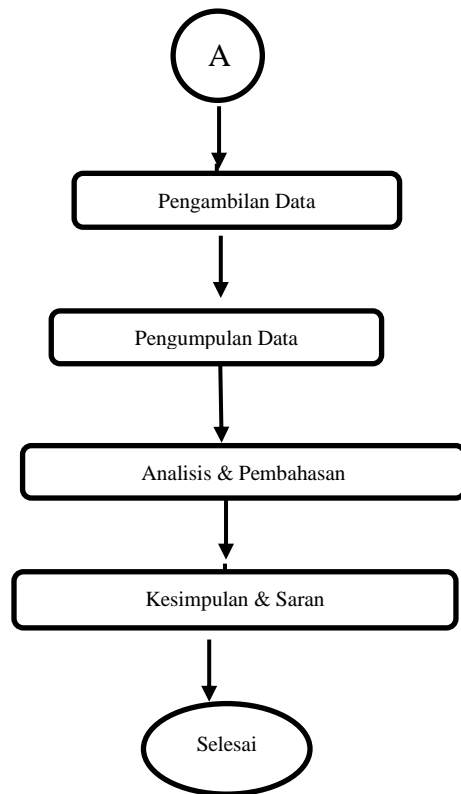 A
Pengambilan Data
Pengumpulan Data
Analisis & Pembahasan
Kesimpulan & Saran
Selesai